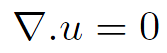 ∇.u = 0